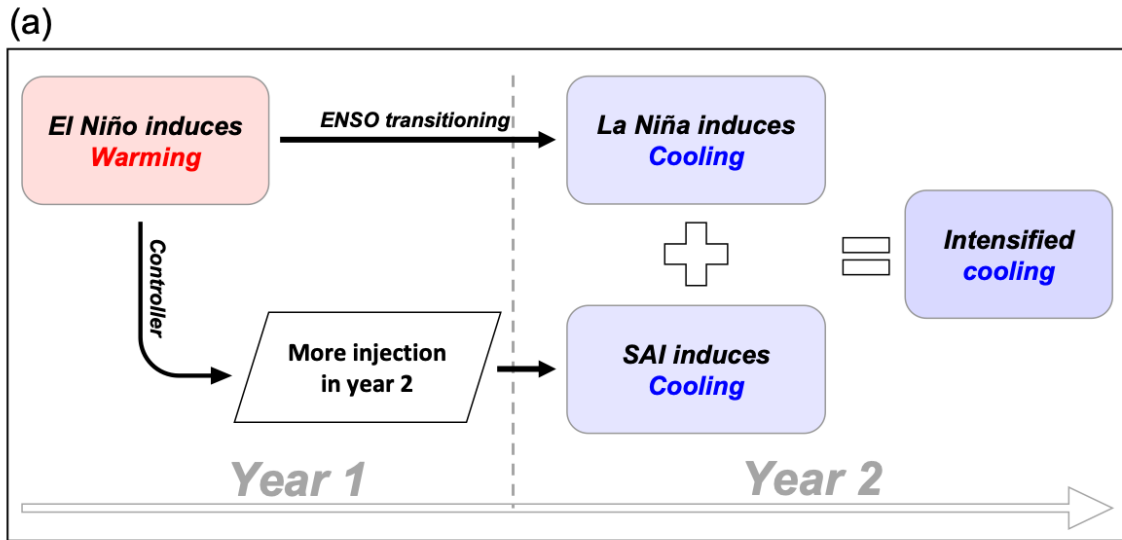 (a)
El Niño induces
Warming
ENSO transitioning
La Niña induces
Cooling
Controller
Intensified
cooling
More injection
in year 2
SAI induces
Cooling
Year 1
Year 2